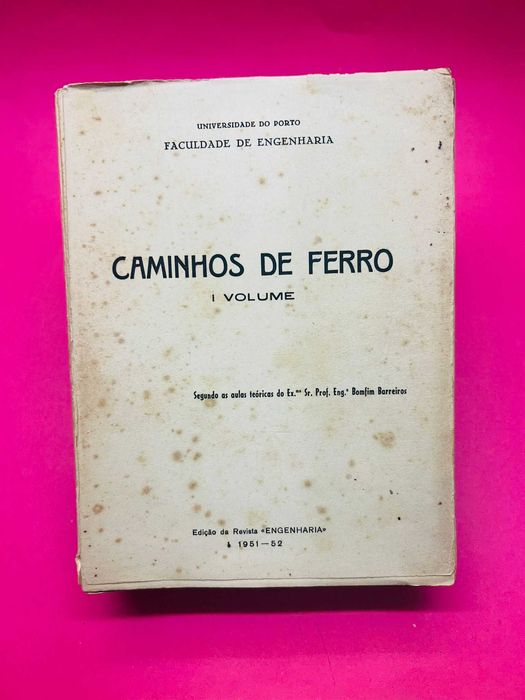 UNIVERSIDADE DO PORTO
FACULDADE DE ENGENHARIA
CAMINHOS DE FERRO
I VOLUME
Segundo as aulas teóricas do Ex.mo Sr. Prof. Eng.º Bomfim Barreiros
Edição da Revista «ENGENHARIA»
1951—52